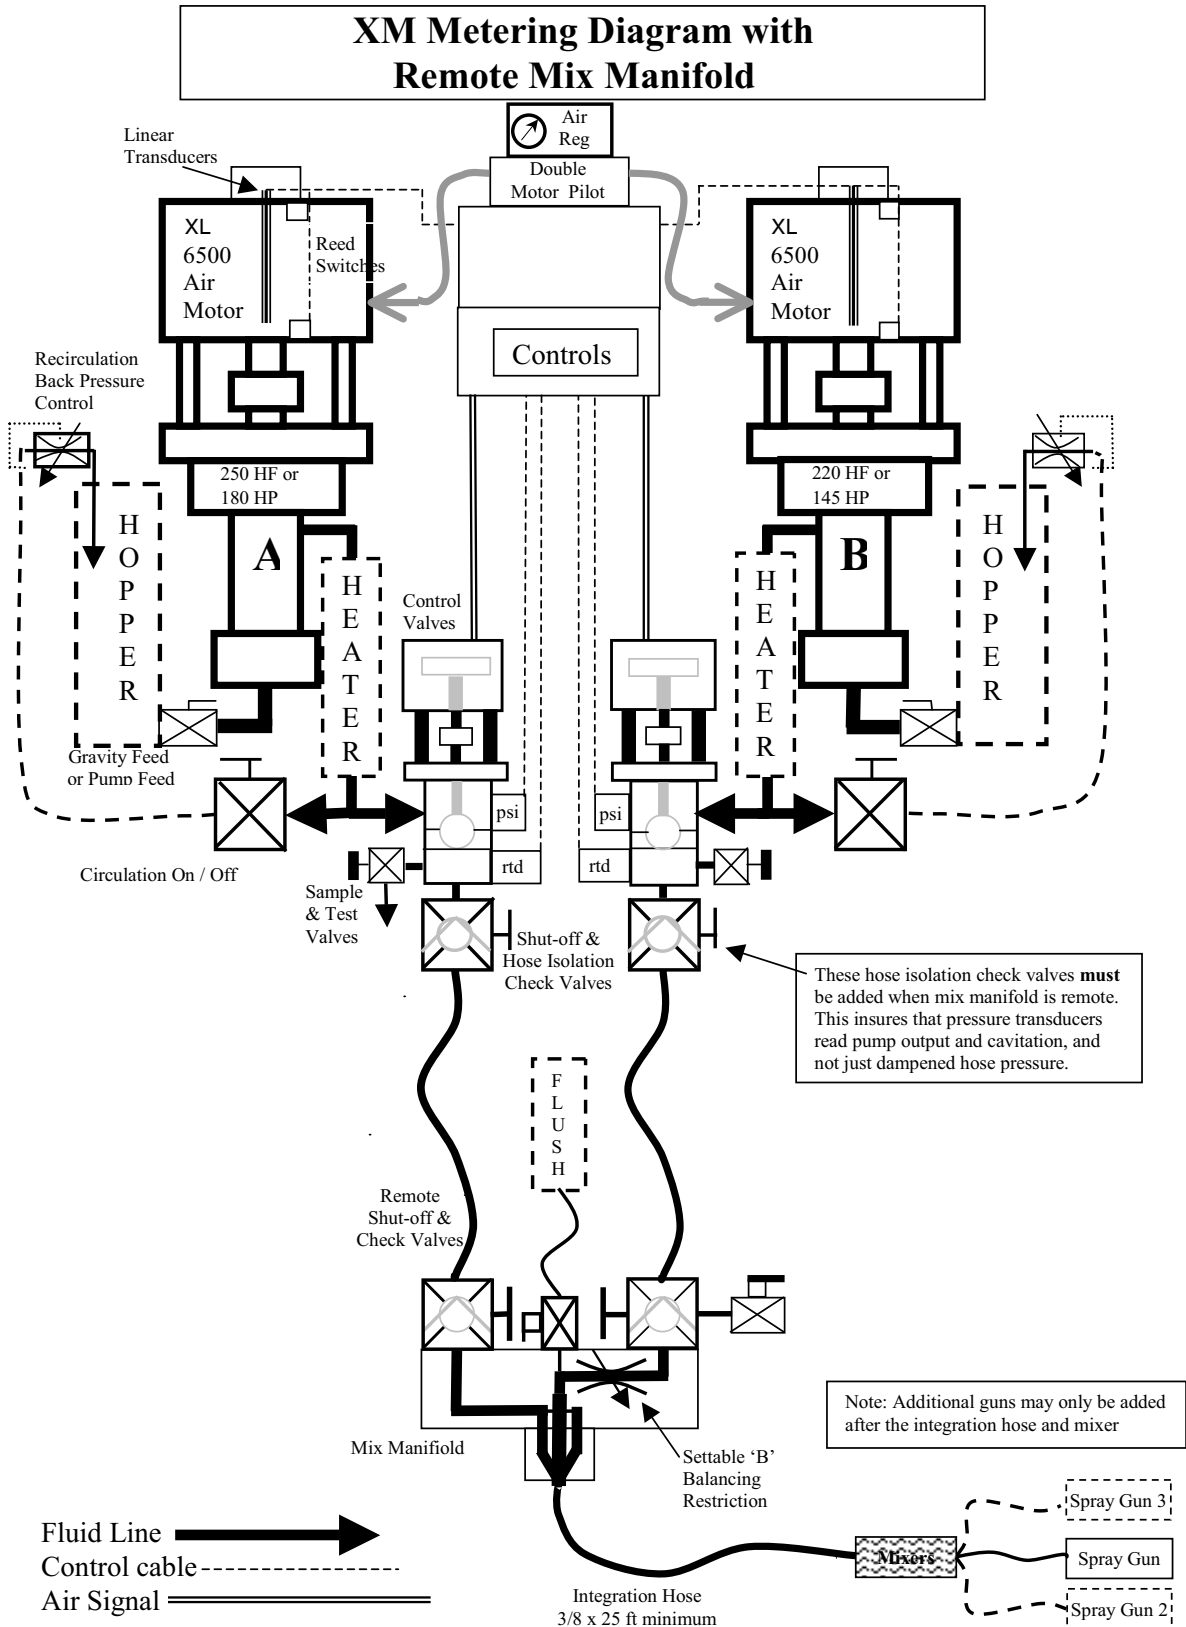 XM Metering Diagram with
Remote Mix Manifold
Air
Reg
Double
Motor Pilot
Linear
Transducers
XL
6500
Air
Motor
Reed
Switches
XL
6500
Air
Motor
Controls
Recirculation
Back Pressure
Control
250 HF or
180 HP
220 HF or
145 HP
HOPPER
A
HEATER
Control
Valves
HEATER
B
HOPPER
Gravity Feed
or Pump Feed
psi
psi
rtd
rtd
Circulation On / Off
Sample
& Test
Valves
Shut-off &
Hose Isolation
Check Valves
These hose isolation check valves must
be added when mix manifold is remote.
This insures that pressure transducers
read pump output and cavitation, and
not just dampened hose pressure.
FLUSH
Remote
Shut-off &
Check Valves
Mix Manifiold
Settable ‘B’
Balancing
Restriction
Note: Additional guns may only be added
after the integration hose and mixer
Fluid Line
Control cable
Air Signal
Integration Hose
3/8 x 25 ft minimum
Mixers
Spray Gun 3
Spray Gun
Spray Gun 2